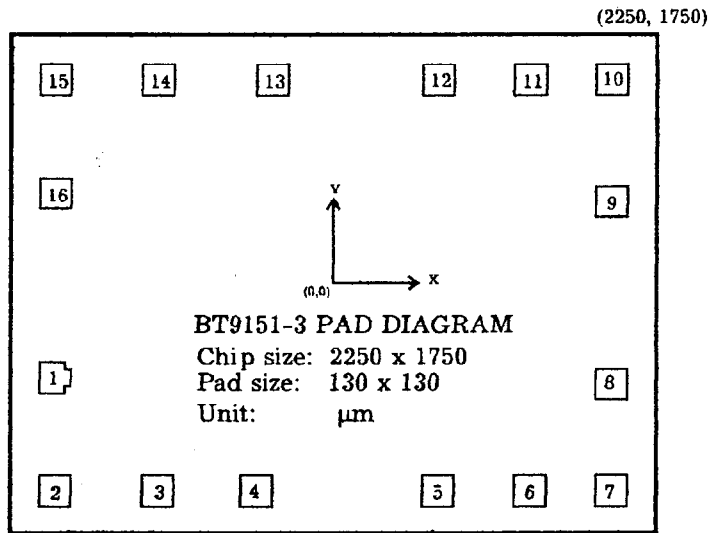 (2250, 1750)
15 14 13 12 11 10
16
Y
9
(0,0)
X
BT9151-3 PAD DIAGRAM
Chip size: 2250 x 1750
Pad size: 130 x 130
Unit: μm
1
8
2 3 4 5 6 7